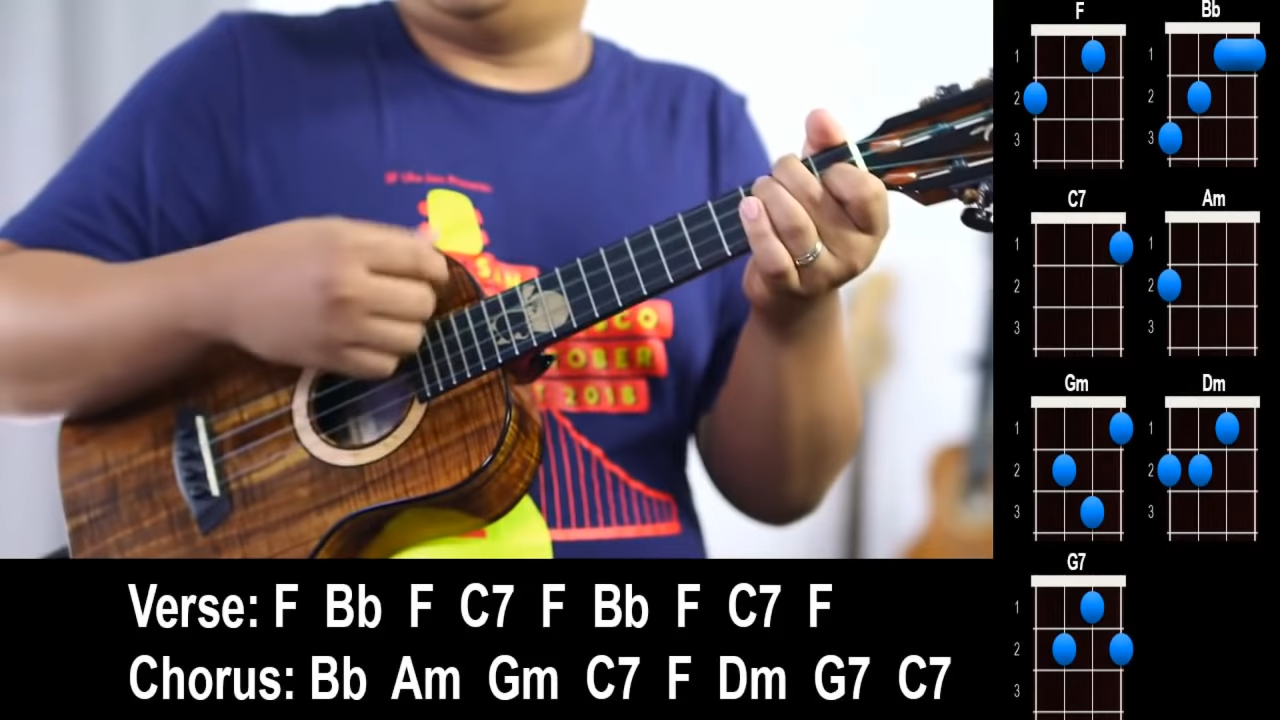 F Bb
1 1
2 2
3 3
C7 Am
1 1
2 2
3 3
Gm Dm
1 1
2 2
3 3
G7
1
2
3
OBER
2018
Verse: F Bb F C7 F Bb F C7 F
Chorus: Bb Am Gm C7 F Dm G7 C7